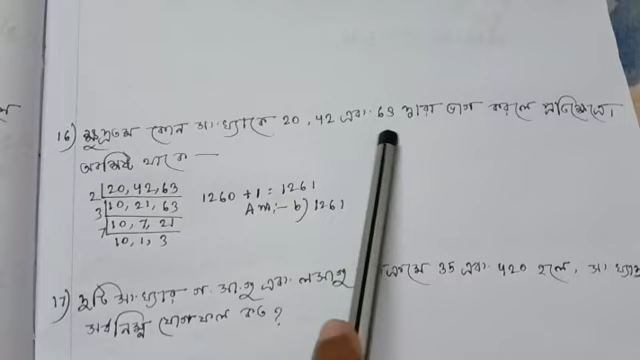 16) ক্ষুদ্রতম কোন সংখ্যাকে 20, 42 এবং 63 দ্বারা ভাগ করলে প্রতিক্ষেত্রে 1
অবশিষ্ট থাকে —
2 | 20, 42, 63
3 | 10, 21, 63
7 | 10, 7, 21
10, 1, 3
1260 + 1 = 1261
Ans:- b) 1261
17) দুটি সংখ্যার গ.সা.গু এবং ল.সা.গু 35 এবং 420 হলে,
সর্বনিম্ন যোগফল কত?